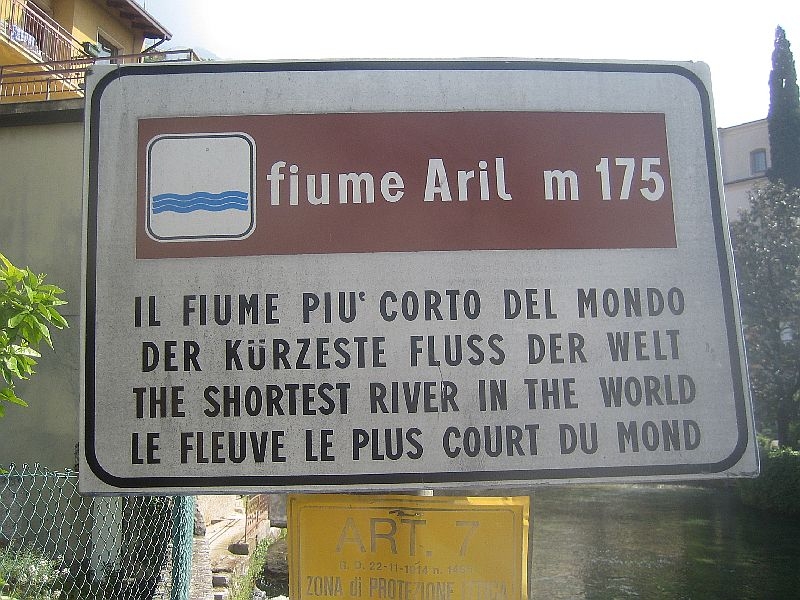 fiume Aril m 175
IL FIUME PIU' CORTO DEL MONDO
DER KÜRZESTE FLUSS DER WELT
THE SHORTEST RIVER IN THE WORLD
LE FLEUVE LE PLUS COURT DU MOND
ART. 7
ZONA di PROTEZIONE